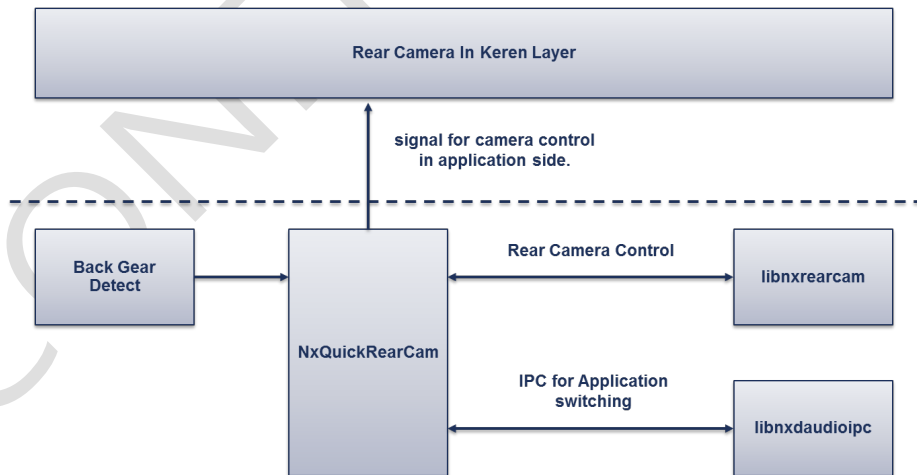 Rear Camera In Keren Layer
signal for camera control
in application side.
Back Gear
Detect
Rear Camera Control
libnxrearcam
NxQuickRearCam
IPC for Application
switching
libnxdaudioipc